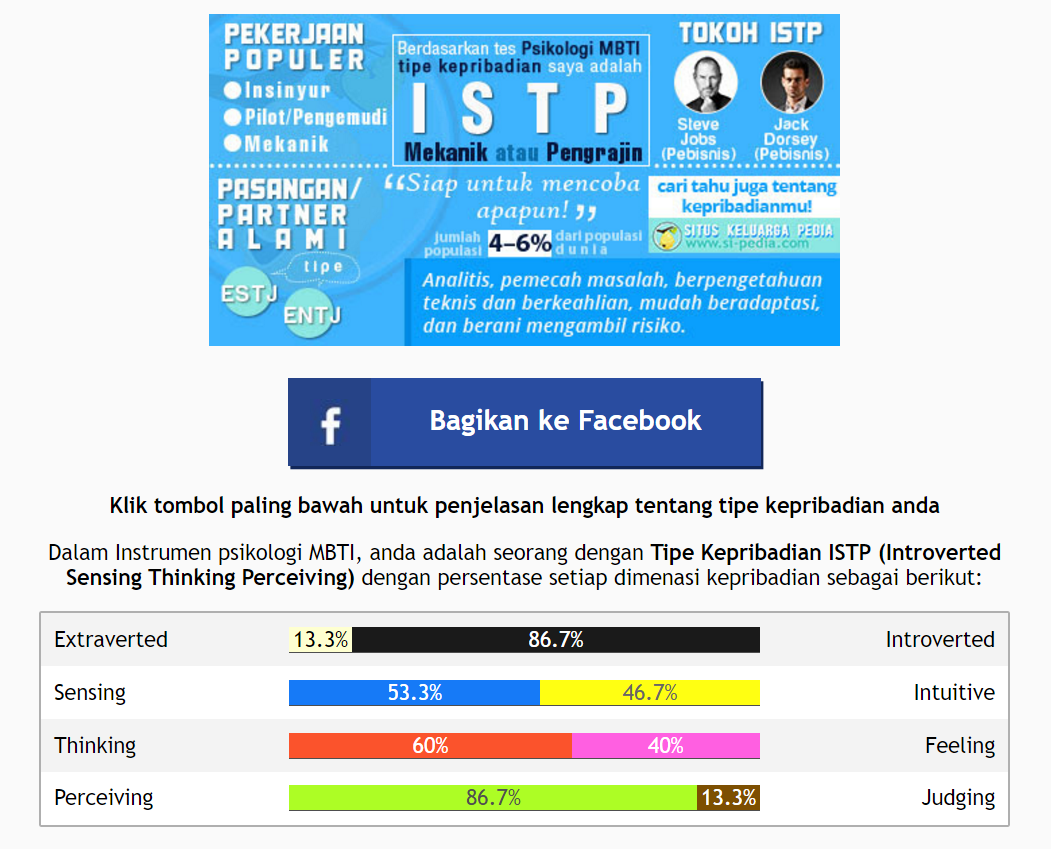 PEKERJAAN
POPULER
Insinyur
Pilot/Pengemudi
Mekanik
Berdasarkan tes Psikologi MBTI
tipe kepribadian saya adalah
ISTP
Mekanik atau Pengrajin
TOKOH ISTP
Steve
Jobs
(Pebisnis)
Jack
Dorsey
(Pebisnis)
PASANGAN/
PARTNER
ALAMI
tipe
ESTJ
ENTJ
“Siap untuk mencoba
apapun!”
jumlah
populasi
4-6%
dari populasi
dunia
cari tahu juga tentang
kepribadianmu!
SITUS KELUARGA PEDIA
www.si-pedia.com
Analitis, pemecah masalah, berpengetahuan
teknis dan berkeahlian, mudah beradaptasi,
dan berani mengambil risiko.
f
Bagikan ke Facebook
Klik tombol paling bawah untuk penjelasan lengkap tentang tipe kepribadian anda
Dalam Instrumen psikologi MBTI, anda adalah seorang dengan Tipe Kepribadian ISTP (Introverted
Sensing Thinking Perceiving) dengan persentase setiap dimenasi kepribadian sebagai berikut:
Extraverted 13.3% 86.7% Introverted
Sensing 53.3% 46.7% Intuitive
Thinking 60% 40% Feeling
Perceiving 86.7% 13.3% Judging